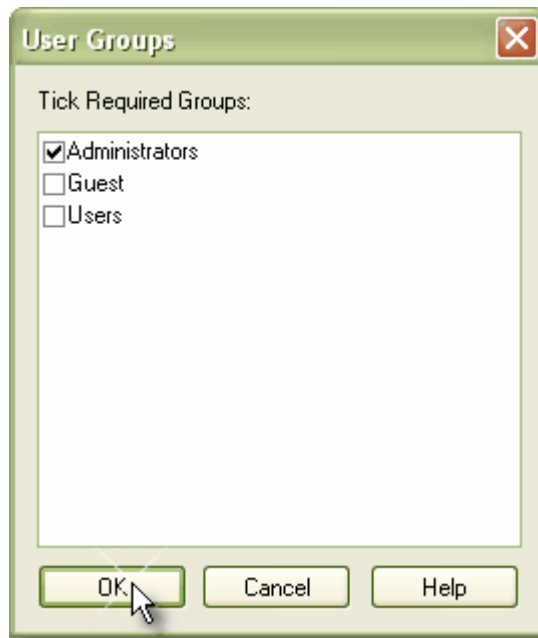 User Groups
Tick Required Groups:
Administrators
Guest
Users
OK Cancel Help